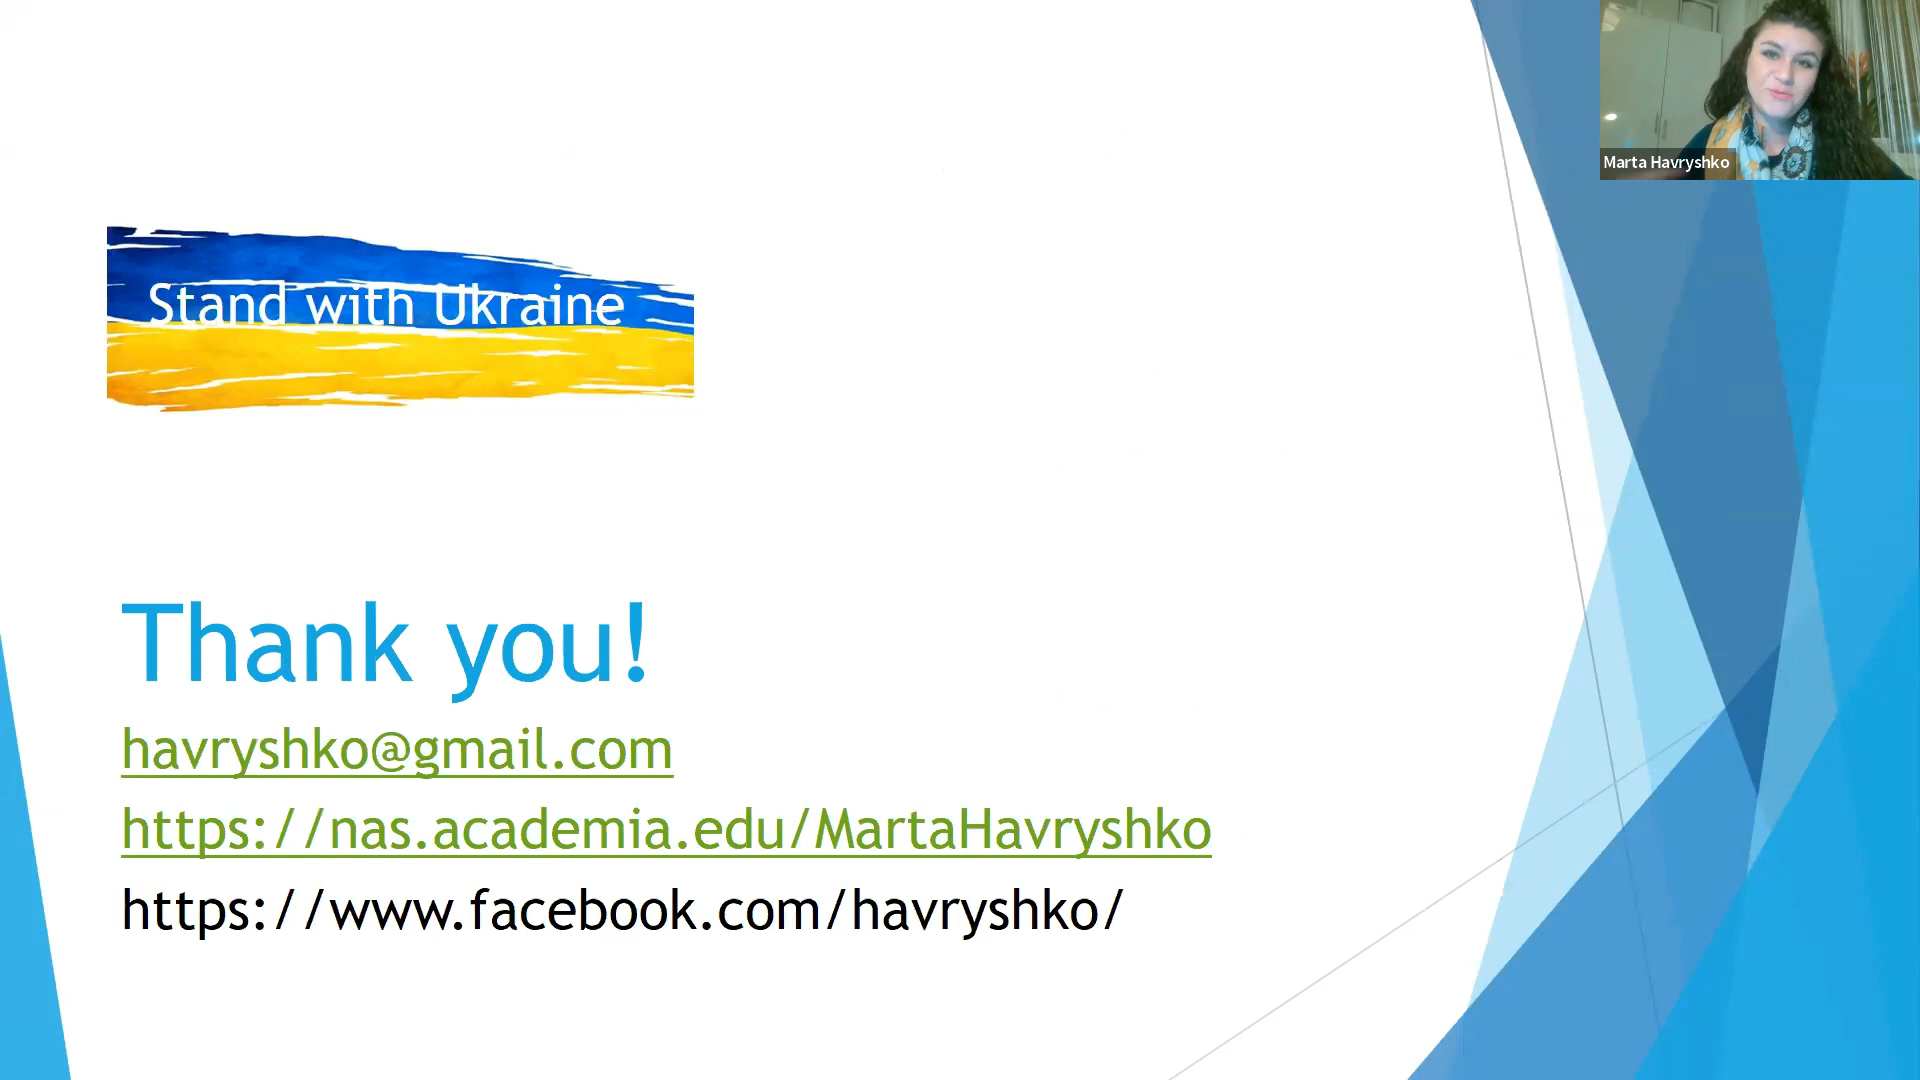 Marta Havryshko
Stand with Ukraine
Thank you!
havryshko@gmail.com
https://nas.academia.edu/MartaHavryshko
https://www.facebook.com/havryshko/